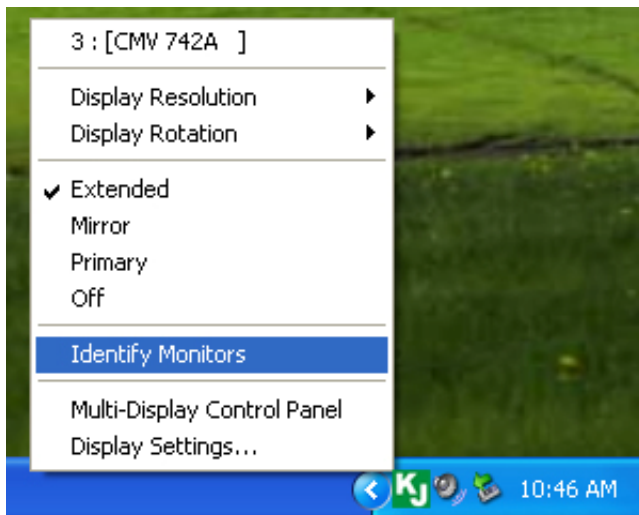 3 : [CMV 742A   ]
Display Resolution
Display Rotation
Extended
Mirror
Primary
Off
Identify Monitors
Multi-Display Control Panel
Display Settings...
KJ 10:46 AM